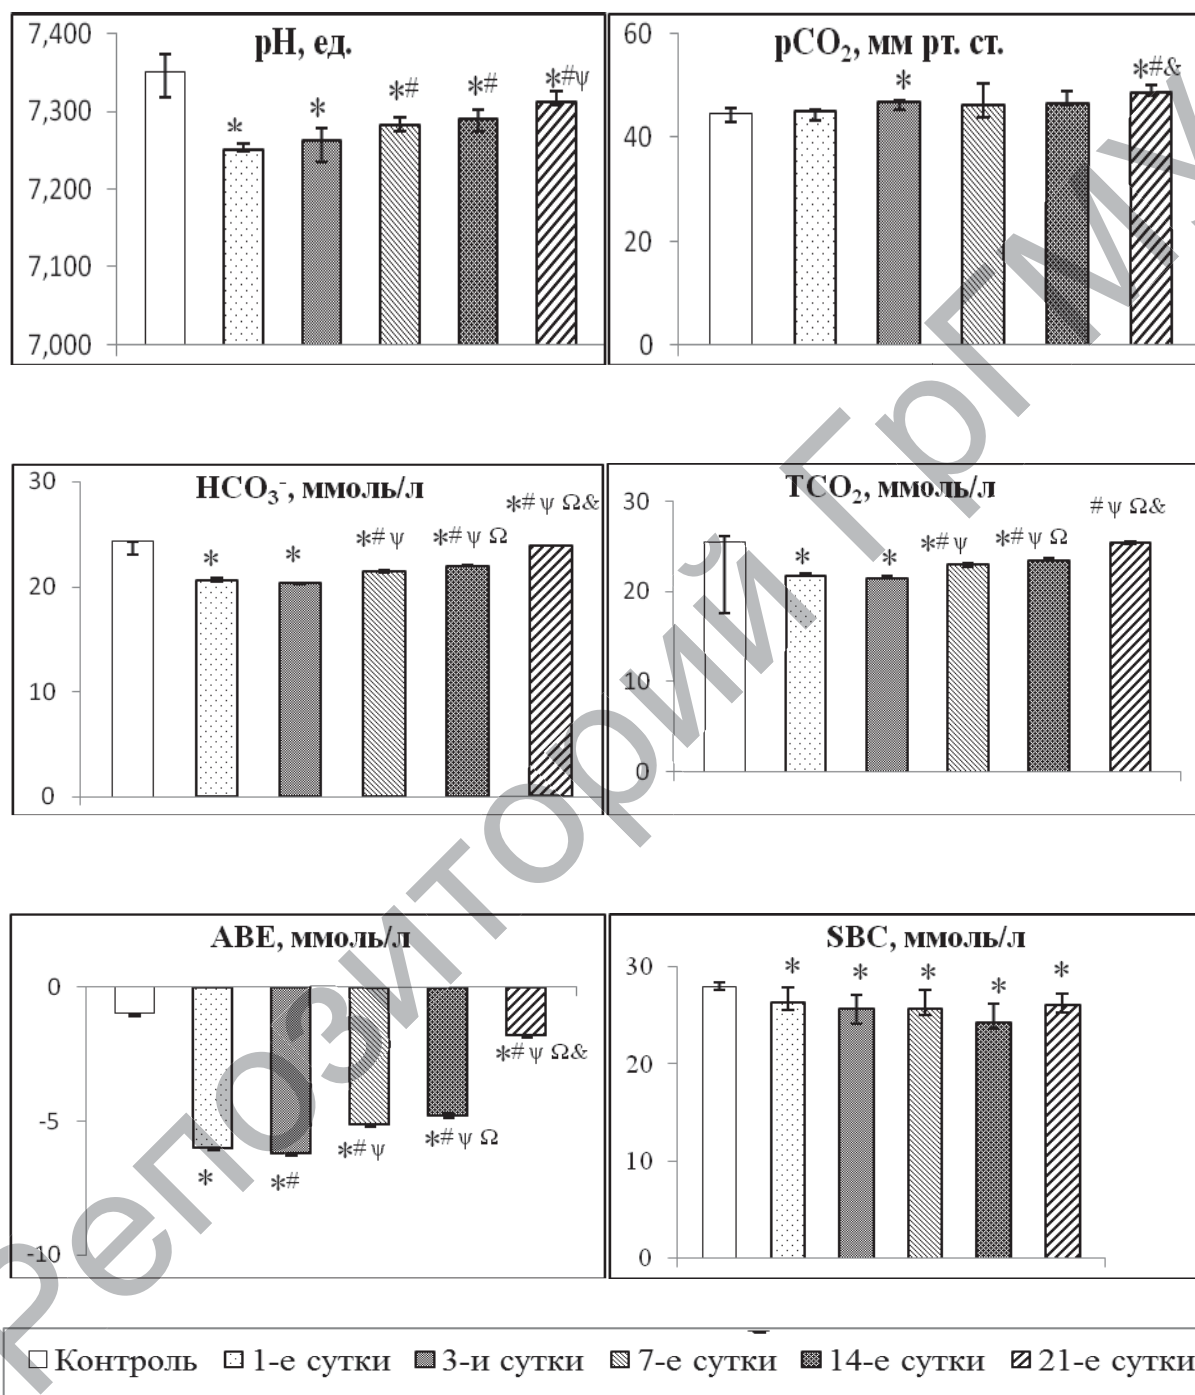 pH, ед.
7,400
7,300
7,200
7,100
7,000
*
*
*#
*#
*#ψ
pCO₂, мм рт. ст.
60
40
20
0
*
*#&
HCO₃⁻, ммоль/л
30
20
10
0
*
*
*# ψ
*# ψ Ω
*# ψ Ω&
TCO₂, ммоль/л
30
20
10
0
*
*
*# ψ
*# ψ Ω
# ψ Ω&
ABE, ммоль/л
0
-5
-10
*
*#
*# ψ
*# ψ Ω
*# ψ Ω&
SBC, ммоль/л
30
20
10
0
*
*
*
*
*
Контроль 1-е сутки 3-и сутки 7-е сутки 14-е сутки 21-е сутки
Репозиторий ГрГМУ